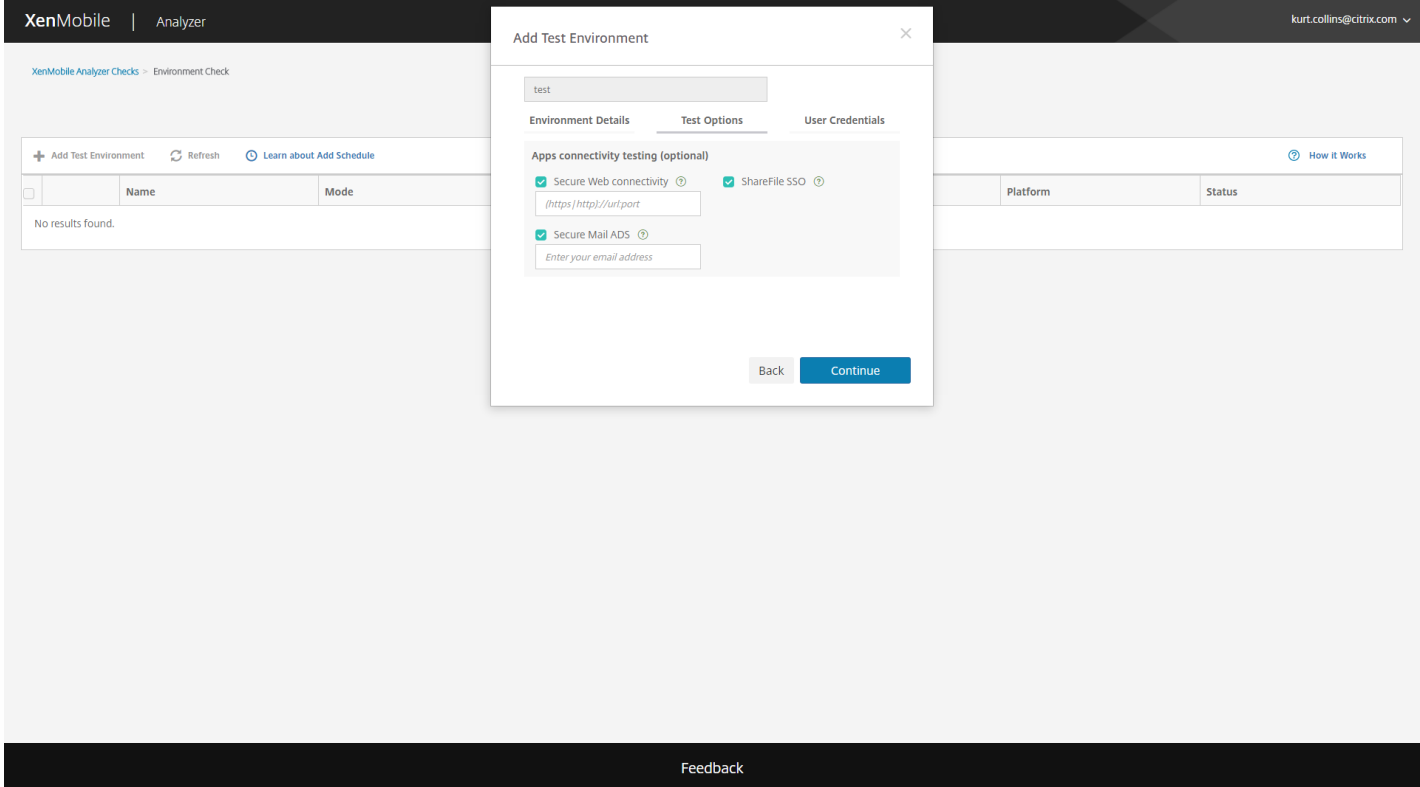 XenMobile | Analyzer
kurt.collins@citrix.com
XenMobile Analyzer Checks > Environment Check
Add Test Environment
test
Environment Details Test Options User Credentials
Add Test Environment Refresh Learn about Add Schedule
How it Works
Apps connectivity testing (optional)
Secure Web connectivity ? ShareFile SSO ?
(https|http)://url:port
Secure Mail ADS ?
Enter your email address
Name Mode Platform Status
No results found.
Back Continue
Feedback